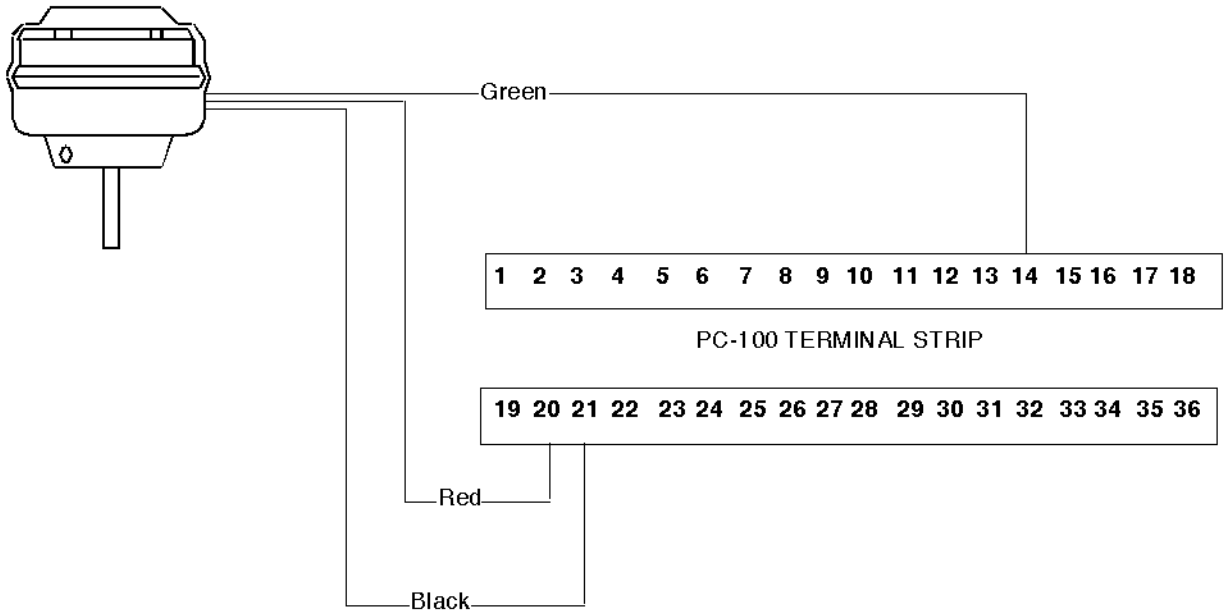 Green
1 2 3 4 5 6 7 8 9 10 11 12 13 14 15 16 17 18
PC-100 TERMINAL STRIP
19 20 21 22 23 24 25 26 27 28 29 30 31 32 33 34 35 36
Red
Black